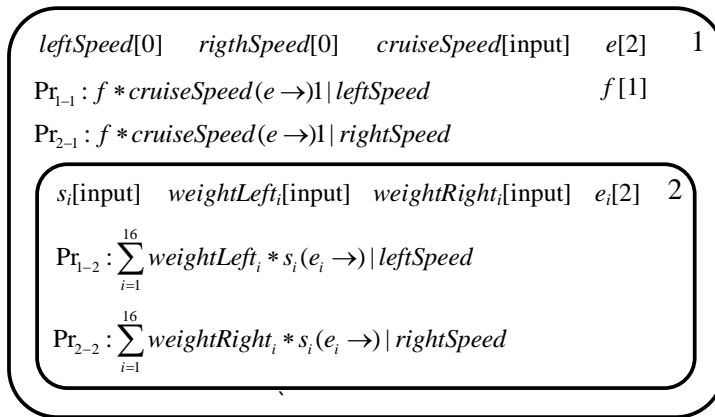 leftSpeed[0] rigthSpeed[0] cruiseSpeed[input] e[2] 1
Pr₁₋₁ : f * cruiseSpeed(e →)1 | leftSpeed f[1]
Pr₂₋₁ : f * cruiseSpeed(e →)1 | rightSpeed
sᵢ[input] weightLeftᵢ[input] weightRightᵢ[input] eᵢ[2] 2
Pr₁₋₂ : ∑_{i=1}^{16} weightLeftᵢ * sᵢ(eᵢ →) | leftSpeed
Pr₂₋₂ : ∑_{i=1}^{16} weightRightᵢ * sᵢ(eᵢ →) | rightSpeed
`